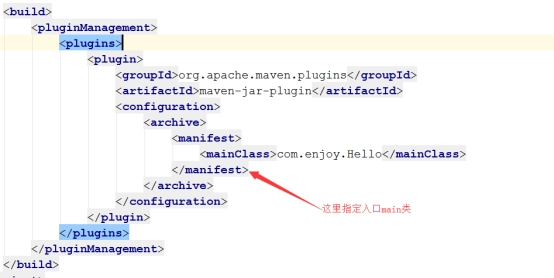 <build>
<pluginManagement>
<plugins>
<plugin>
<groupId>org.apache.maven.plugins</groupId>
<artifactId>maven-jar-plugin</artifactId>
<configuration>
<archive>
<manifest>
<mainClass>com.enjoy.Hello</mainClass>
</manifest>
</archive>
这里指定入口main类
</configuration>
</plugin>
</plugins>
</pluginManagement>
</build>